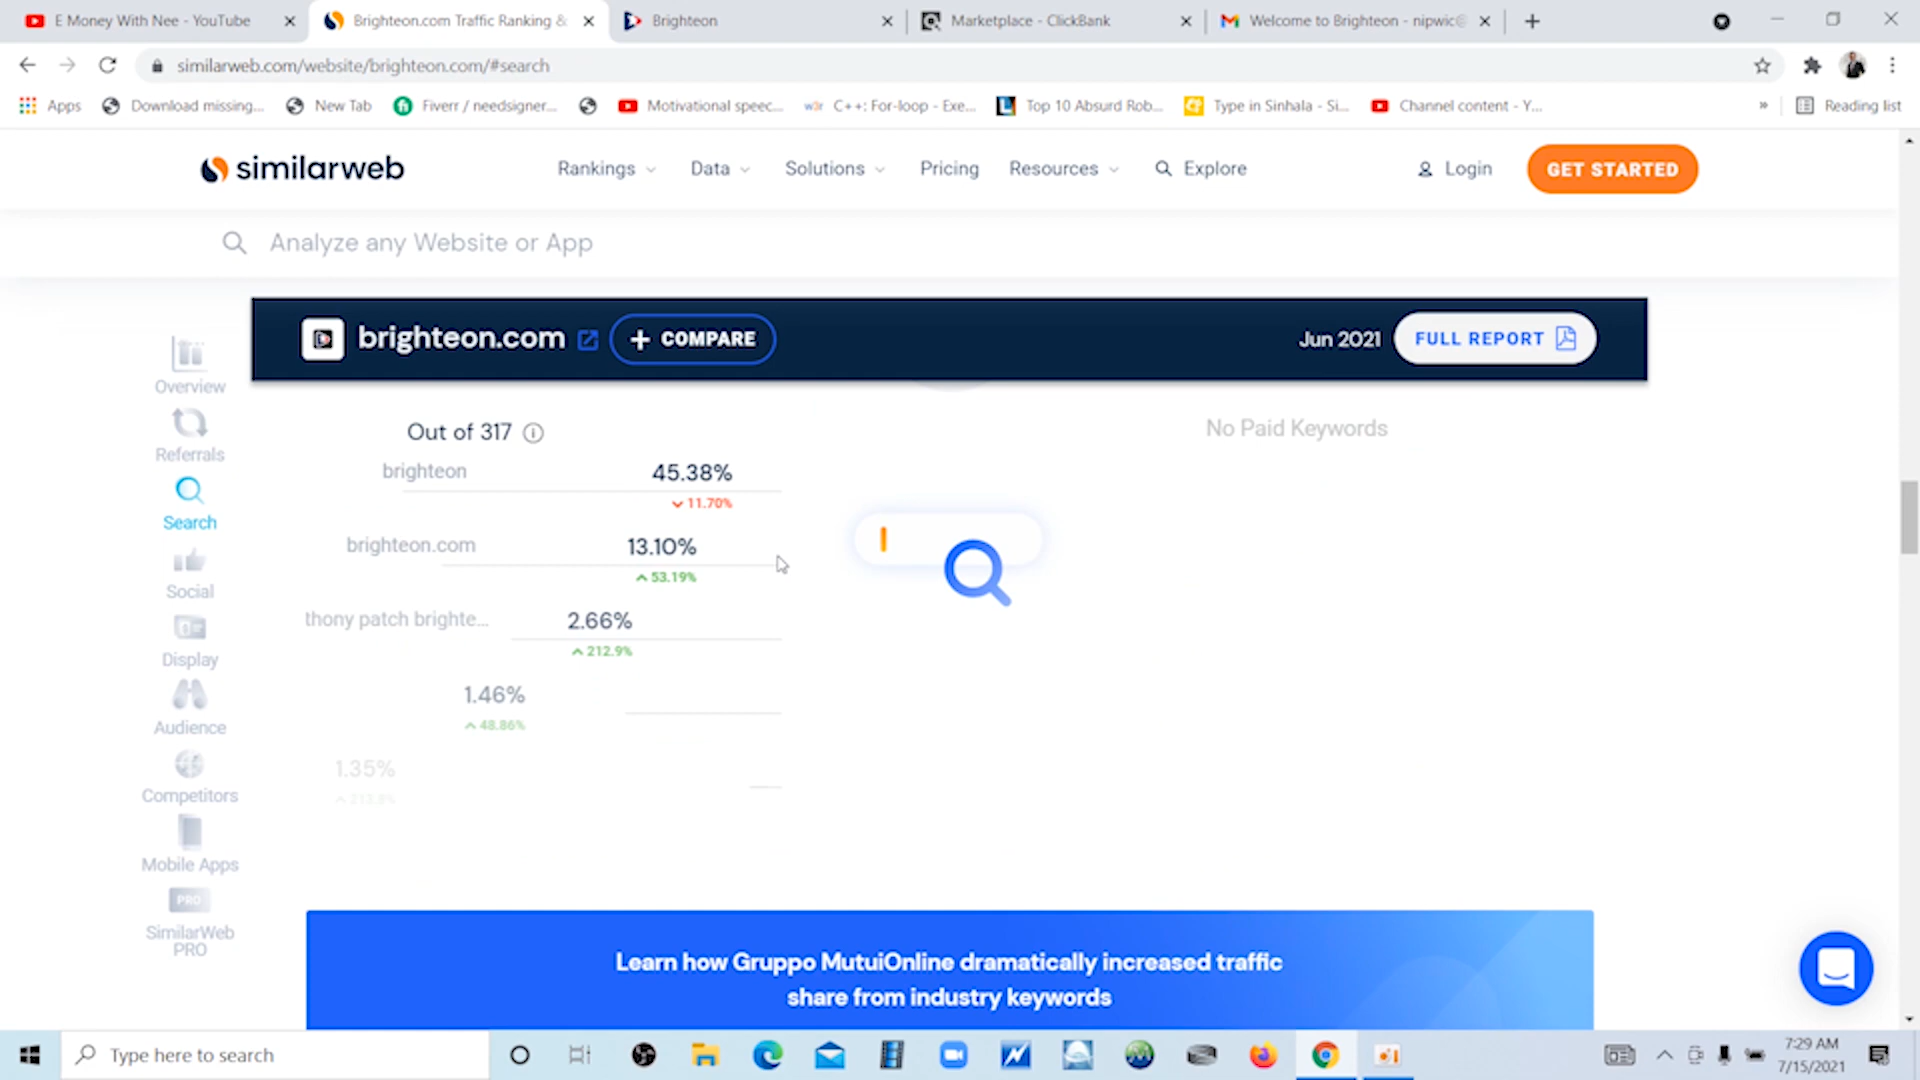 E Money With Nee - YouTube
Brighteon.com Traffic Ranking &
Brighteon
Marketplace - ClickBank
Welcome to Brighteon - nipwic@
similarweb.com/website/brighteon.com/#search
Apps
Download missing...
New Tab
Fiverr / needsigner...
Motivational speec...
C++: For-loop - Exe...
Top 10 Absurd Rob...
Type in Sinhala - Si...
Channel content - Y...
»
Reading list
similarweb
Rankings
Data
Solutions
Pricing
Resources
Explore
Login
GET STARTED
Analyze any Website or App
brighteon.com
+ COMPARE
Jun 2021
FULL REPORT
Overview
Referrals
Search
Social
Display
Audience
Competitors
Mobile Apps
PRO
SimilarWeb
PRO
Out of 317
brighteon 45.38%
11.70%
brighteon.com 13.10%
53.19%
thony patch brighte... 2.66%
212.9%
1.46%
48.86%
1.35%
No Paid Keywords
Learn how Gruppo MutuiOnline dramatically increased traffic
share from industry keywords
Type here to search
7:29 AM
7/15/2021